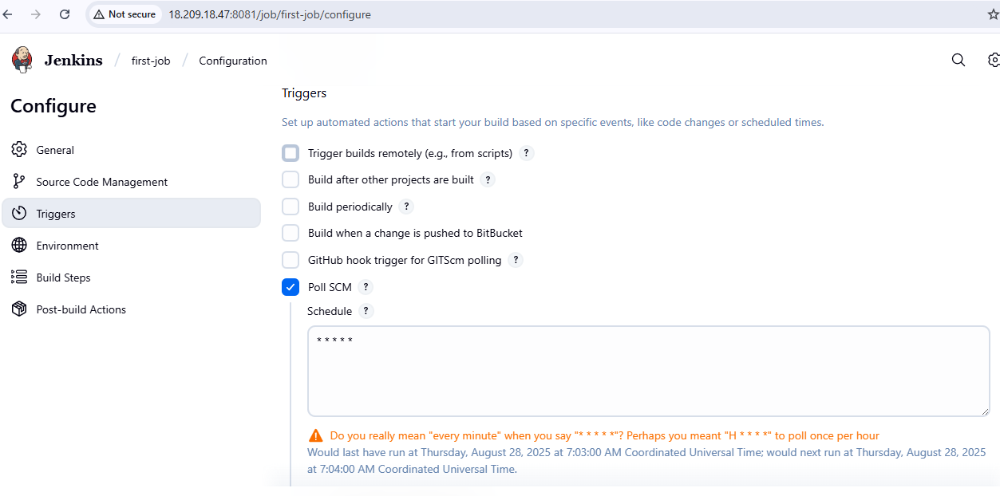 Not secure 18.209.18.47:8081/job/first-job/configure
Jenkins / first-job / Configuration
Configure
General
Source Code Management
Triggers
Environment
Build Steps
Post-build Actions
Triggers
Set up automated actions that start your build based on specific events, like code changes or scheduled times.
Trigger builds remotely (e.g., from scripts) ?
Build after other projects are built ?
Build periodically ?
Build when a change is pushed to BitBucket
GitHub hook trigger for GITScm polling ?
Poll SCM ?
Schedule ?
* * * * *
Do you really mean "every minute" when you say "* * * * *"? Perhaps you meant "H * * * *" to poll once per hour
Would last have run at Thursday, August 28, 2025 at 7:03:00 AM Coordinated Universal Time; would next run at Thursday, August 28, 2025
at 7:04:00 AM Coordinated Universal Time.